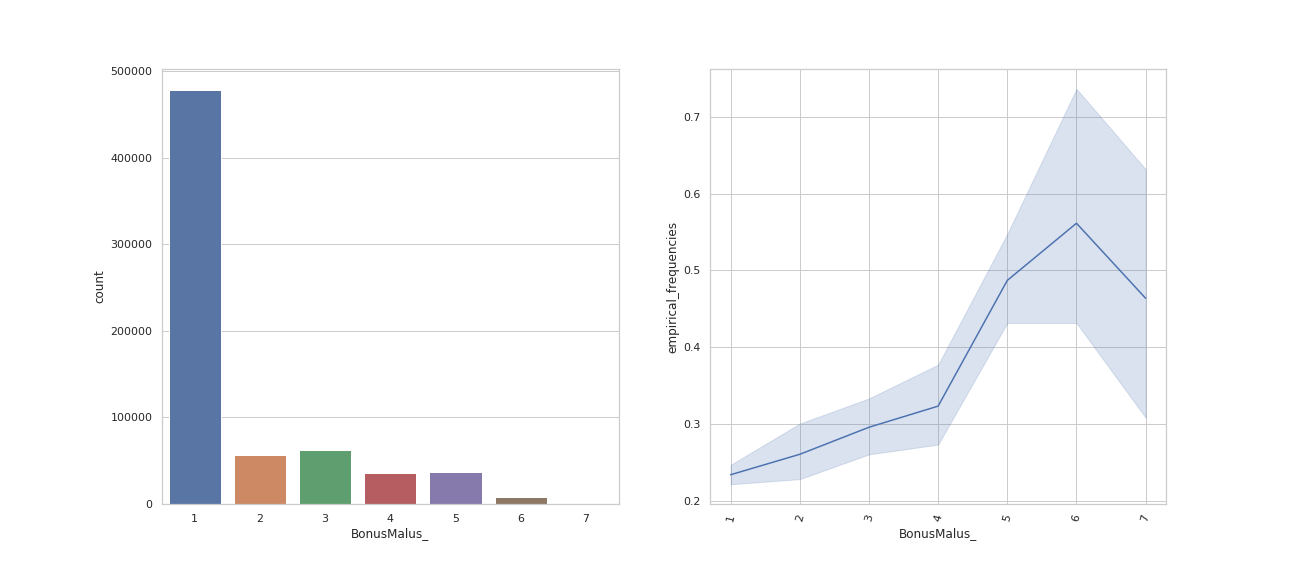 500000
400000
300000
200000
100000
0
count
1 2 3 4 5 6 7
BonusMalus_
0.7
0.6
0.5
0.4
0.3
0.2
empirical_frequencies
1 2 3 4 5 6 7
BonusMalus_